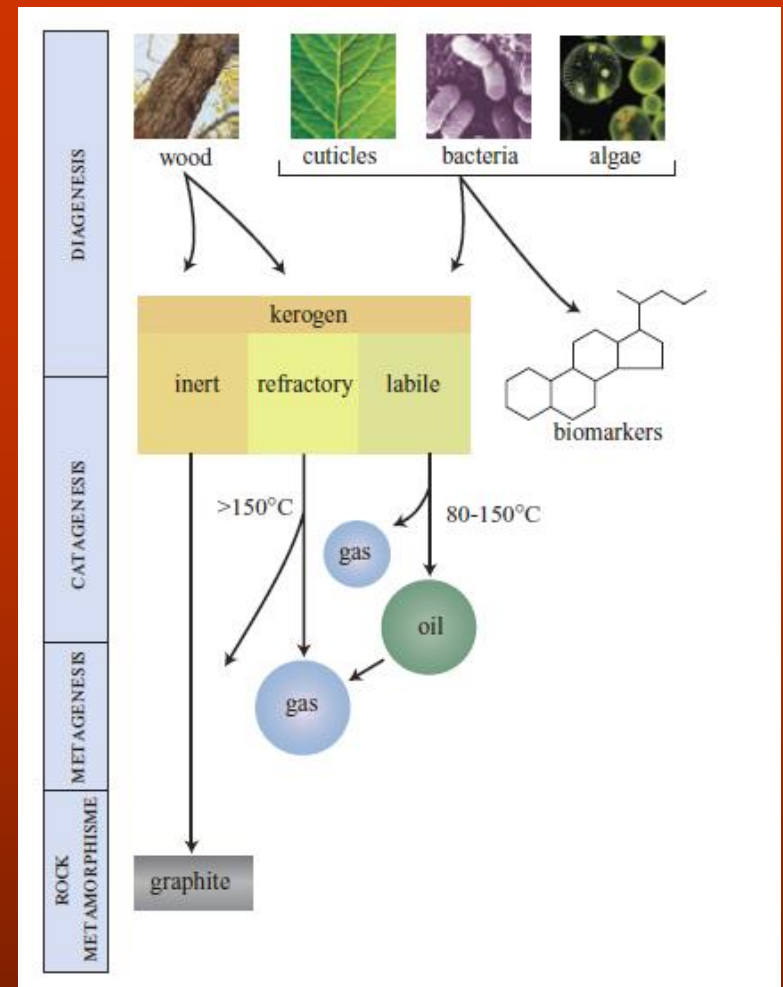 DIAGENESIS
wood
cuticles
bacteria
algae
kerogen
inert
refractory
labile
biomarkers
CATAGENESIS
>150°C
80-150°C
gas
oil
METAGENESIS
gas
ROCK
METAMORPHISME
graphite